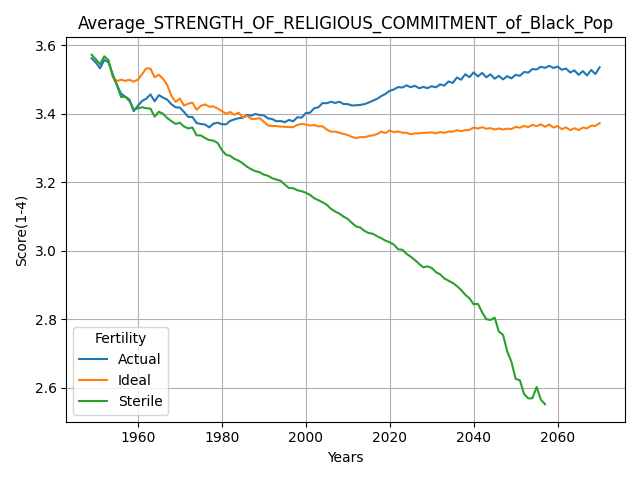 Average_STRENGTH_OF_RELIGIOUS_COMMITMENT_of_Black_Pop
3.6
3.4
3.2
3.0
2.8
2.6
Score(1-4)
Fertility
Actual
Ideal
Sterile
1960 1980 2000 2020 2040 2060
Years